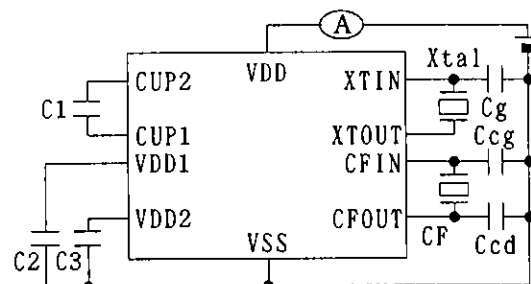 A
VDD
Xtal
CUP2
XTIN
C1
Cg
CUP1
XTOUT
Ccg
VDD1
CFIN
VDD2
CFOUT
C2
C3
VSS
CF
Ccd